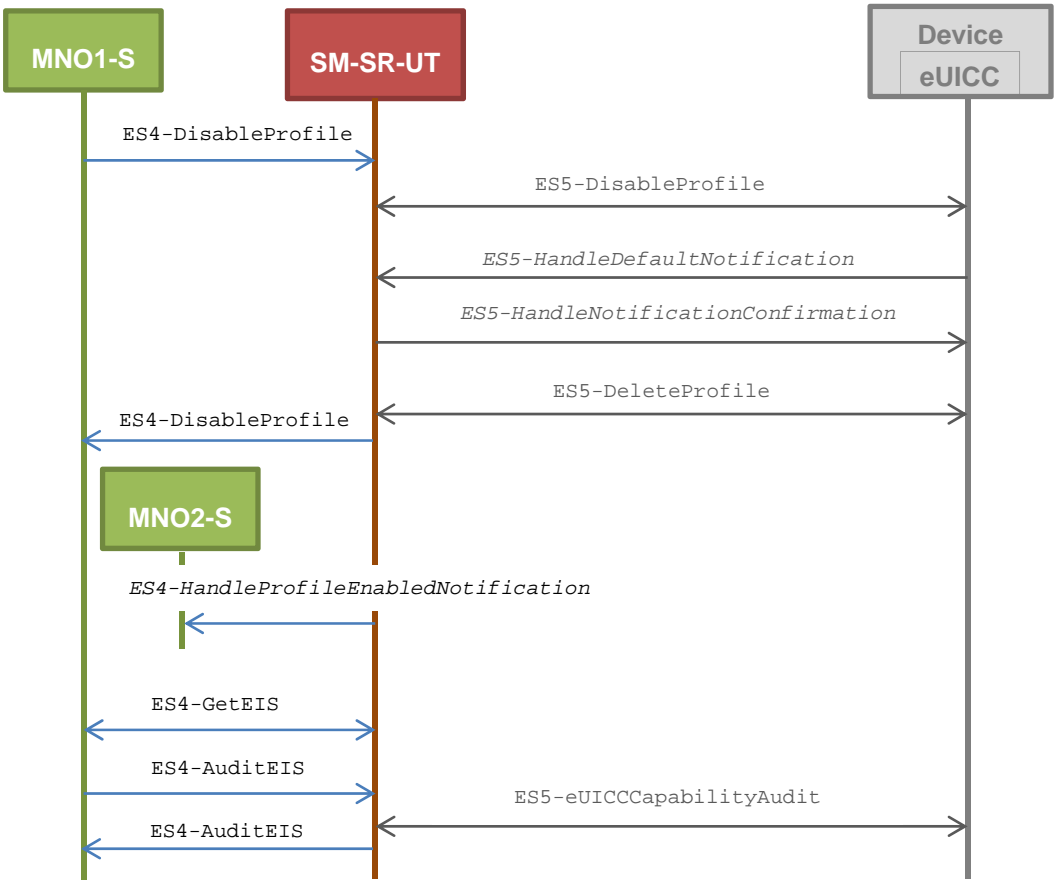 MNO1-S
SM-SR-UT
Device
eUICC
ES4-DisableProfile
ES5-DisableProfile
ES5-HandleDefaultNotification
ES5-HandleNotificationConfirmation
ES5-DeleteProfile
ES4-DisableProfile
MNO2-S
ES4-HandleProfileEnabledNotification
ES4-GetEIS
ES4-AuditEIS
ES5-eUICCCapabilityAudit
ES4-AuditEIS